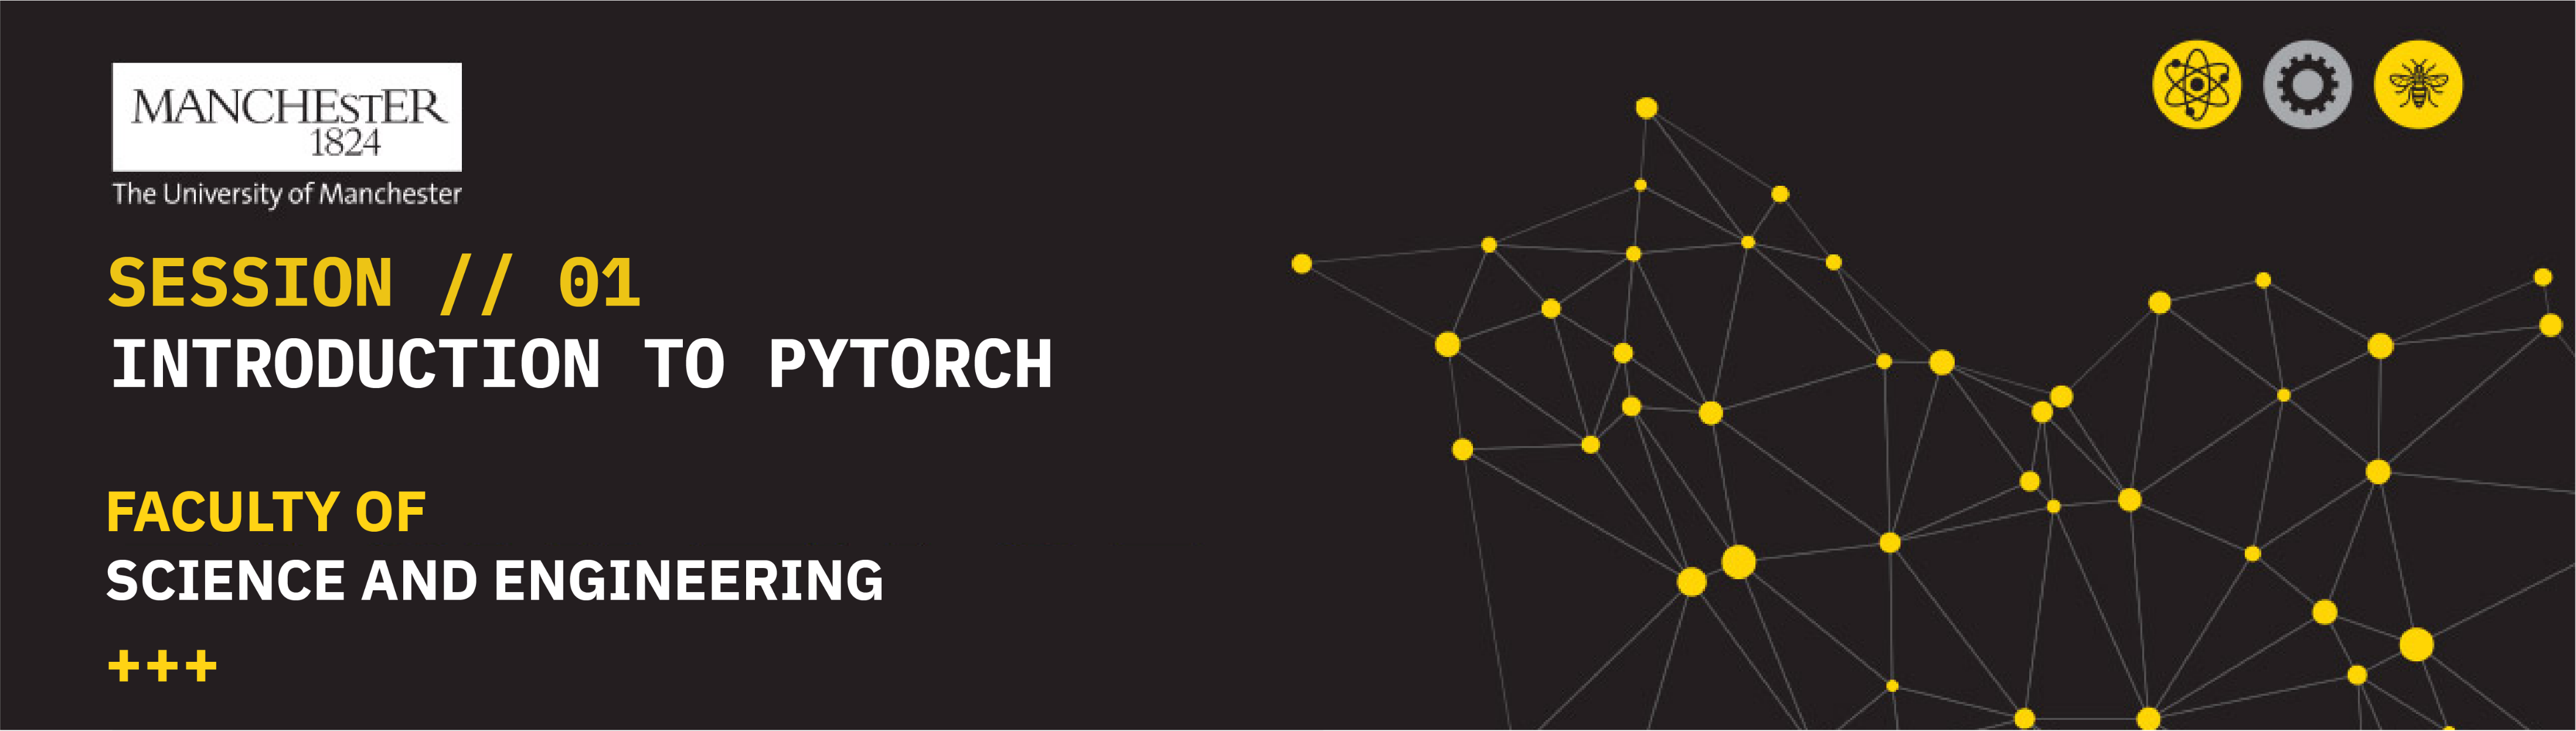 MANCHEstER
1824
The University of Manchester
SESSION // 01
INTRODUCTION TO PYTORCH
FACULTY OF
SCIENCE AND ENGINEERING
+++